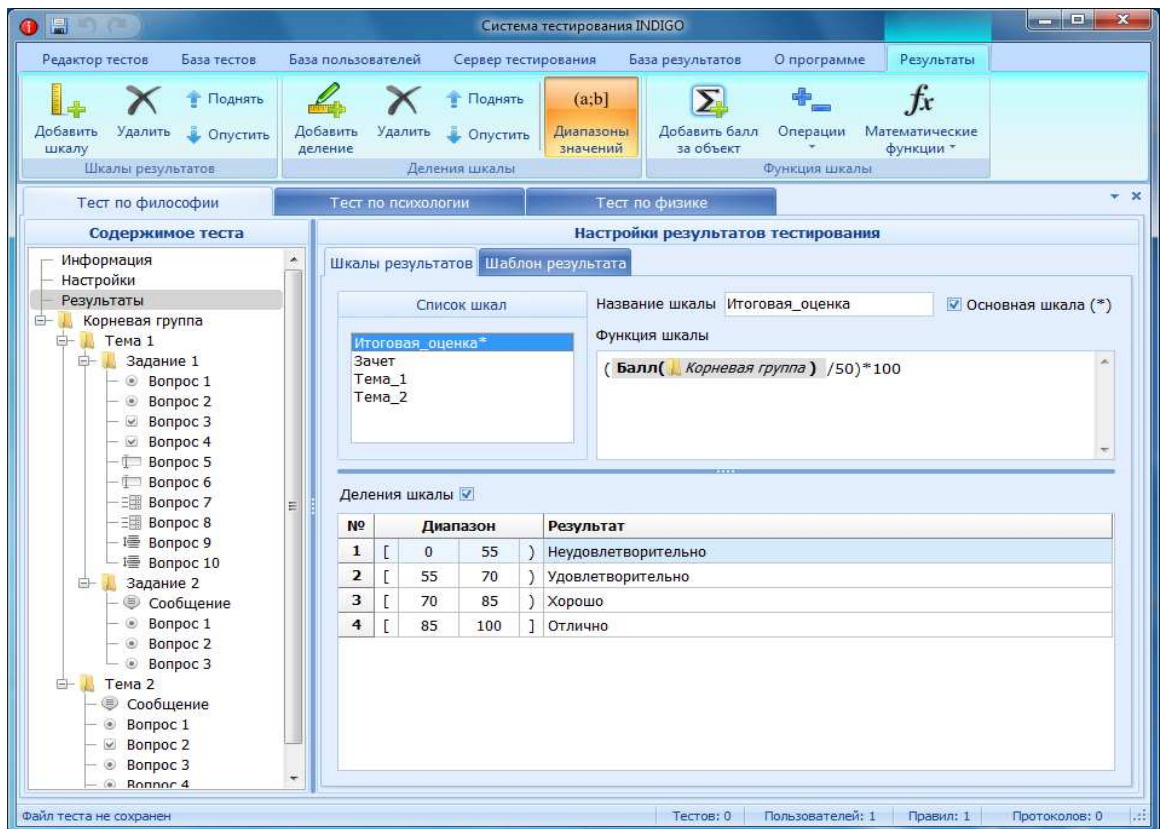 Система тестирования INDIGO
Редактор тестов База тестов База пользователей Сервер тестирования База результатов О программе Результаты
Добавить шкалу Удалить Поднять Опустить
Шкалы результатов
Добавить деление Удалить Поднять Опустить (a;b] Диапазоны значений
Деления шкалы
Добавить балл за объект Операции fx Математические функции
Функция шкалы
Тест по философии Тест по психологии Тест по физике
Содержимое теста
Информация
Настройки
Результаты
Корневая группа
Тема 1
Задание 1
Вопрос 1
Вопрос 2
Вопрос 3
Вопрос 4
Вопрос 5
Вопрос 6
Вопрос 7
Вопрос 8
Вопрос 9
Вопрос 10
Задание 2
Сообщение
Вопрос 1
Вопрос 2
Вопрос 3
Тема 2
Сообщение
Вопрос 1
Вопрос 2
Вопрос 3
Вопрос 4
Настройки результатов тестирования
Шкалы результатов Шаблон результата
Список шкал
Итоговая_оценка*
Зачет
Тема_1
Тема_2
Название шкалы Итоговая_оценка Основная шкала (*)
Функция шкалы
( Балл( Корневая группа ) /50)*100
Деления шкалы
№ Диапазон Результат
1 [ 0 55 ) Неудовлетворительно
2 [ 55 70 ) Удовлетворительно
3 [ 70 85 ) Хорошо
4 [ 85 100 ] Отлично
Файл теста не сохранен Тестов: 0 Пользователей: 1 Правил: 1 Протоколов: 0